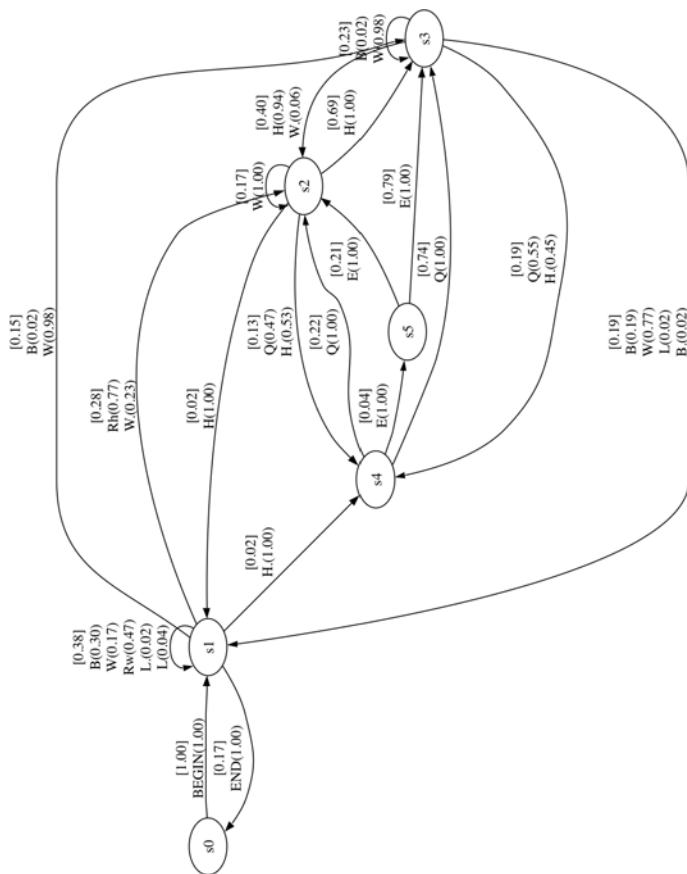 [0.23]
B(0.02)
W(0.98)
s3
[0.40]
H(0.94)
W.(0.06)
[0.69]
H(1.00)
[0.17]
W(1.00)
s2
[0.79]
E(1.00)
[0.21]
E(1.00)
[0.74]
Q(1.00)
[0.19]
Q(0.55)
H.(0.45)
[0.15]
B(0.02)
W(0.98)
[0.28]
Rh(0.77)
W.(0.23)
[0.02]
H(1.00)
[0.13]
Q(0.47)
H.(0.53)
[0.22]
Q(1.00)
s5
[0.19]
B(0.19)
W(0.77)
L(0.02)
B.(0.02)
[0.04]
E(1.00)
s4
[0.02]
H.(1.00)
[0.38]
B(0.30)
W(0.17)
Rw(0.47)
L.(0.02)
L(0.04)
s1
[1.00]
BEGIN(1.00)
[0.17]
END(1.00)
s0